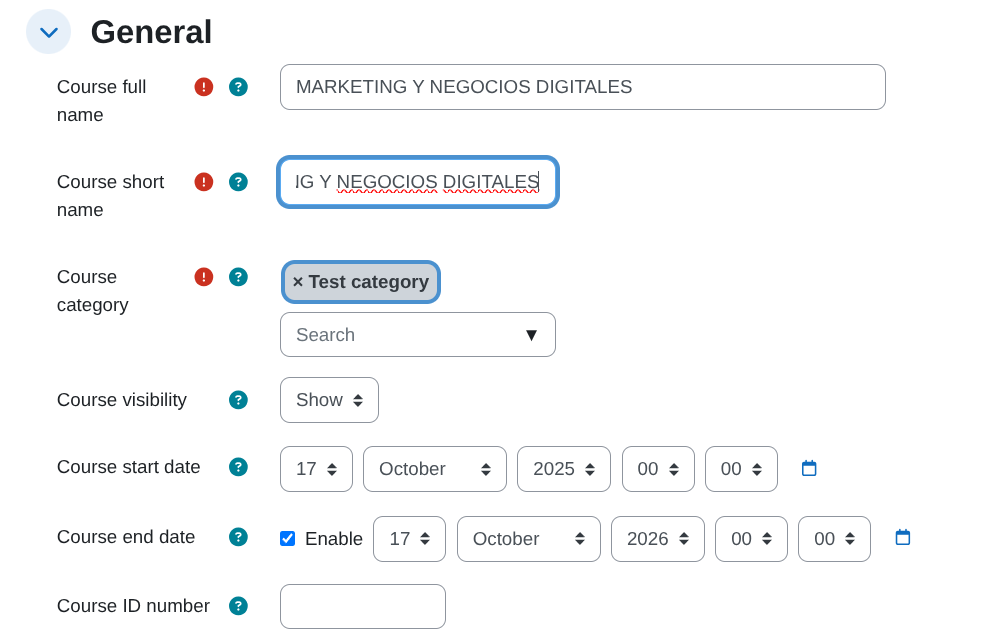 General
Course full name
MARKETING Y NEGOCIOS DIGITALES
Course short name
G Y NEGOCIOS DIGITALES
Course category
× Test category
Search ▼
Course visibility
Show
Course start date
17 October 2025 00 00
Course end date
Enable 17 October 2026 00 00
Course ID number